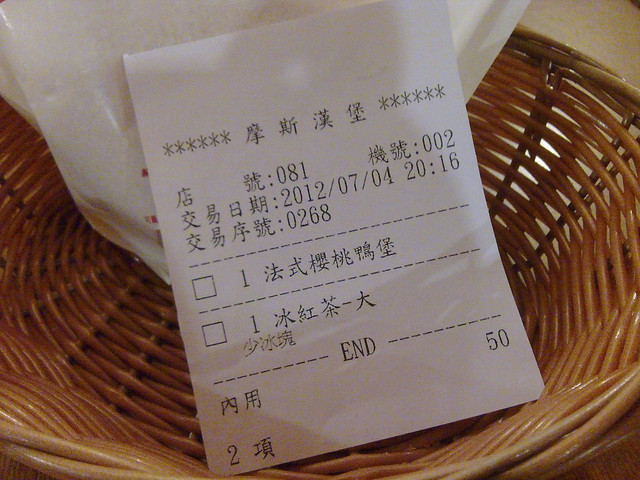 ****** 摩斯漢堡 ******
店　號:081　機號:002
交易日期:2012/07/04 20:16
交易序號:0268
□ 1 法式櫻桃鴨堡
□ 1 冰紅茶-大
少冰塊
---------- END ----------
50
內用
2 項